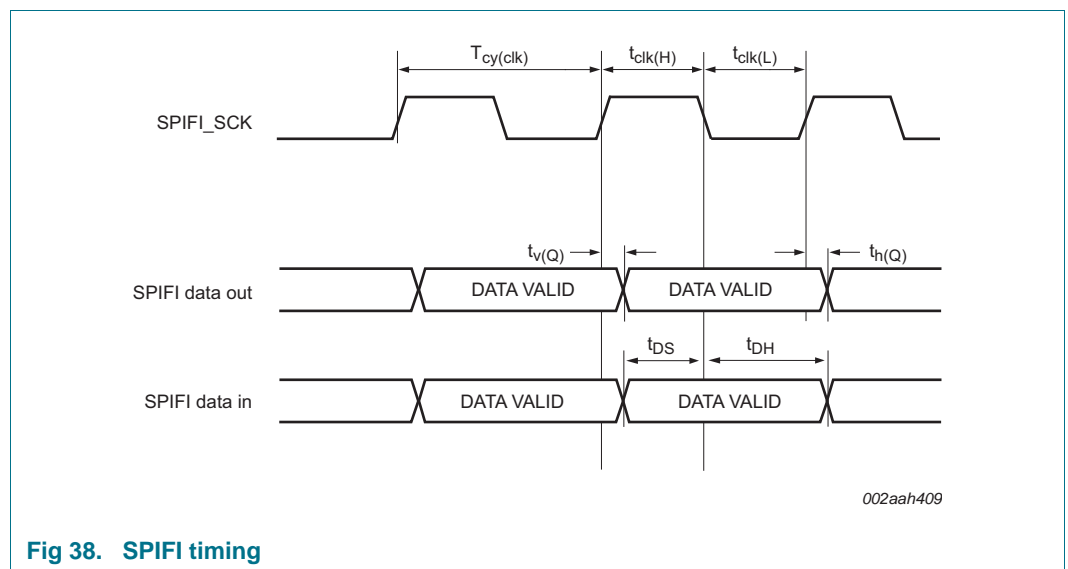 Tcy(clk) tclk(H) tclk(L)
SPIFI_SCK
tv(Q) th(Q)
SPIFI data out DATA VALID DATA VALID
tDS tDH
SPIFI data in DATA VALID DATA VALID
002aah409
Fig 38. SPIFI timing